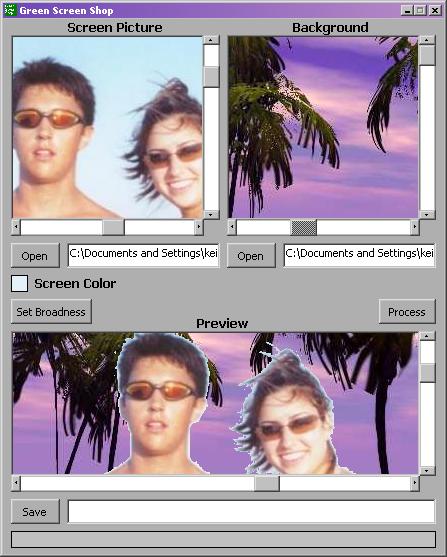 Green Screen Shop
Screen Picture
Background
Open
C:\Documents and Settings\kei
Open
C:\Documents and Settings\kei
Screen Color
Set Broadness
Process
Preview
Save